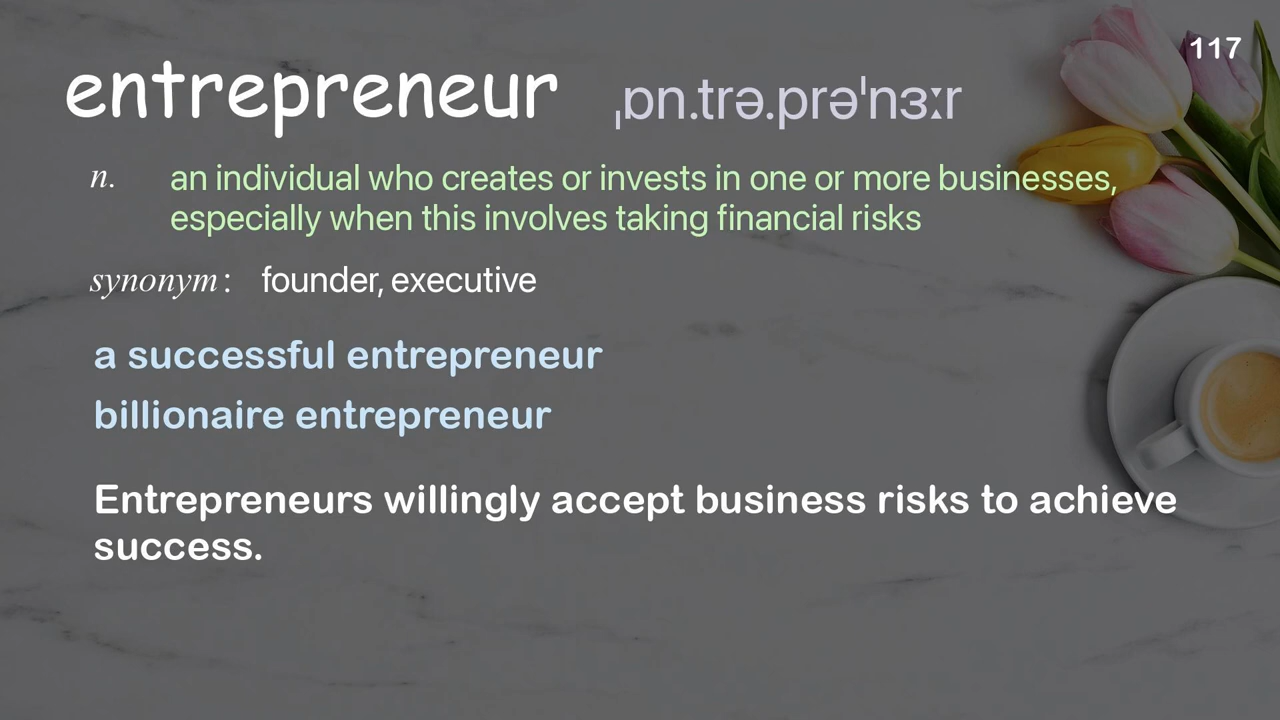 117
entrepreneur ˌɒn.trə.prəˈnɜːr
n. an individual who creates or invests in one or more businesses,
especially when this involves taking financial risks
synonym: founder, executive
a successful entrepreneur
billionaire entrepreneur
Entrepreneurs willingly accept business risks to achieve
success.